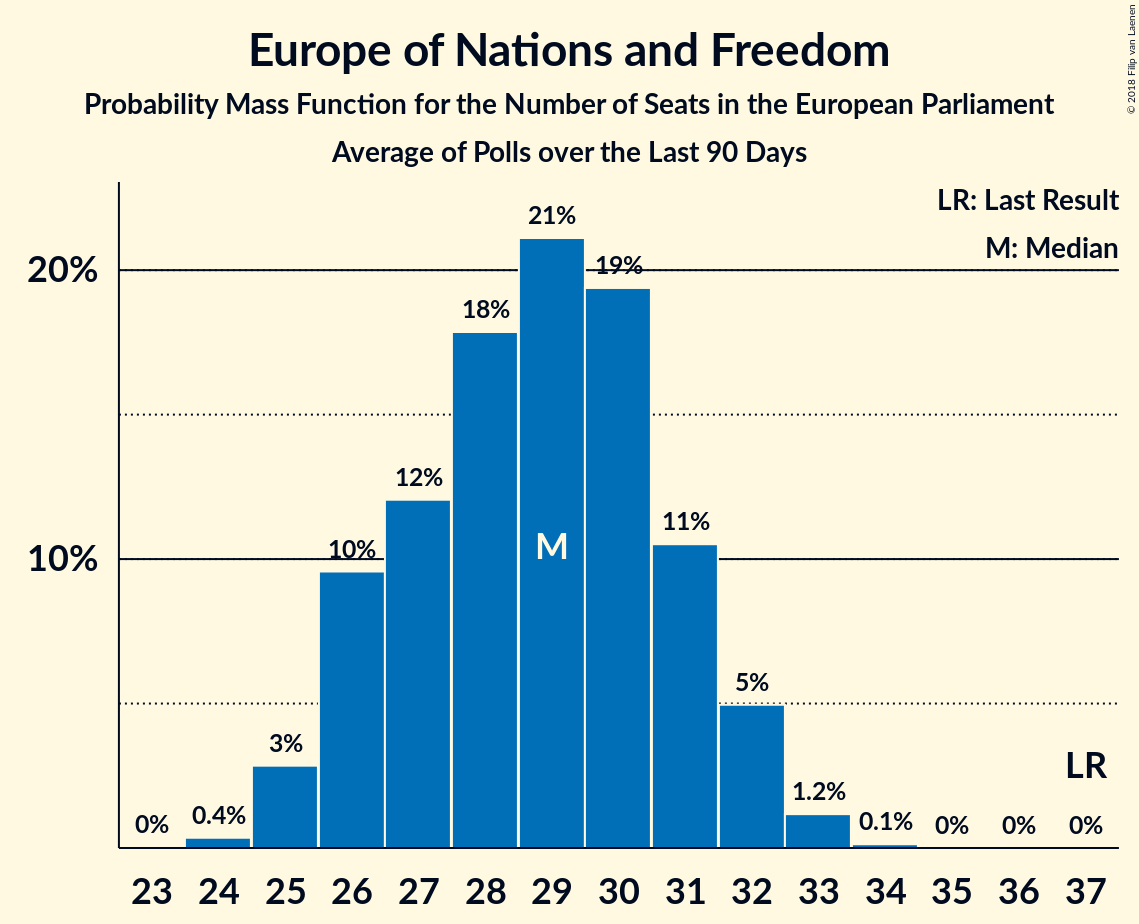 Europe of Nations and Freedom
Probability Mass Function for the Number of Seats in the European Parliament
Average of Polls over the Last 90 Days
© 2018 Filip van Laenen
LR: Last Result
M: Median
20%
10%
0%
0.4%
3%
10%
12%
18%
21%
19%
11%
5%
1.2%
0.1%
0%
0%
0%
M
LR
23 24 25 26 27 28 29 30 31 32 33 34 35 36 37